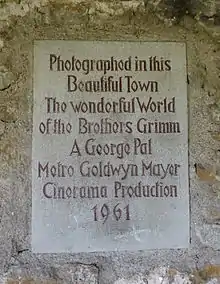 Photographed in this
Beautiful Town
The wonderful World
of the Brothers Grimm
A George Pal
Metro Goldwyn Mayer
Cinerama Production
1961